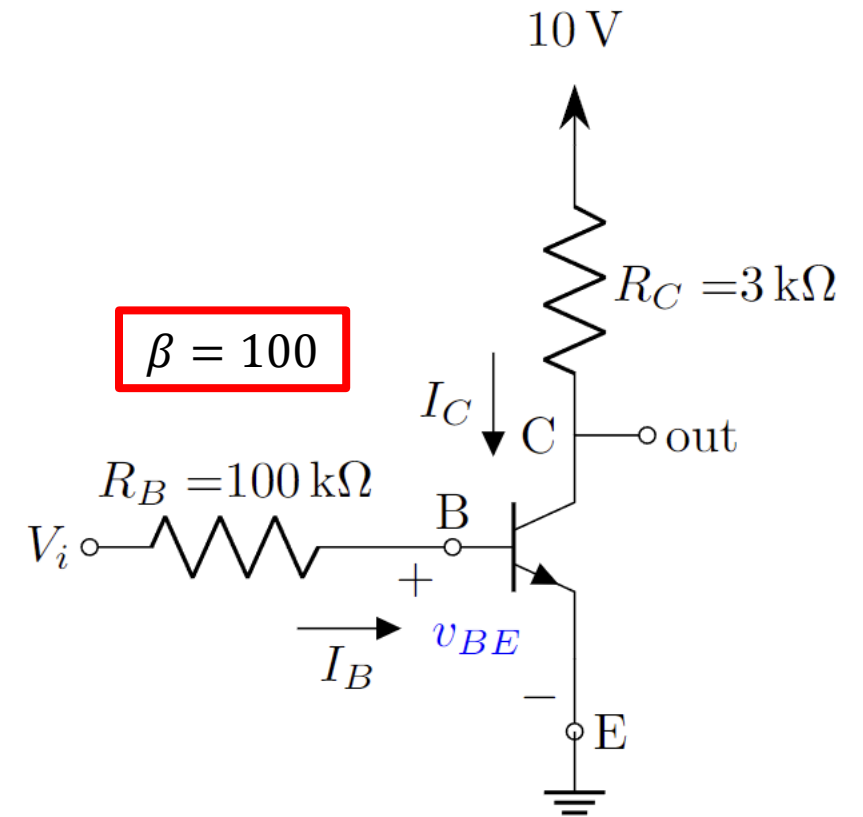 10 V
R_C =3 kΩ
β = 100
I_C
C
out
R_B =100 kΩ
B
V_i
+
v_BE
I_B
−
E